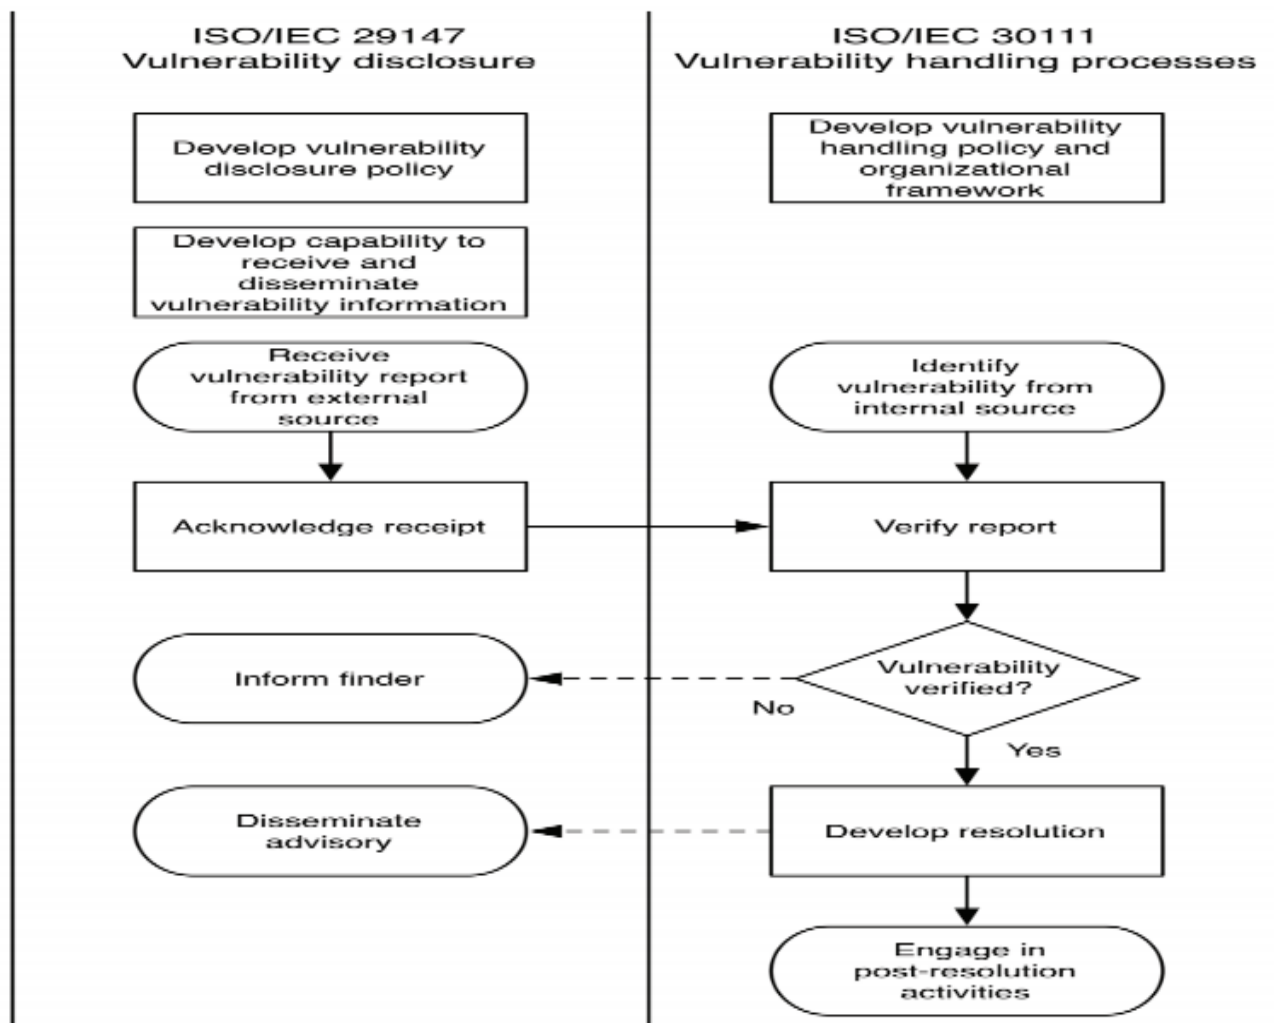 ISO/IEC 29147
Vulnerability disclosure
Develop vulnerability
disclosure policy
Develop capability to
receive and
disseminate
vulnerability information
Receive
vulnerability report
from external
source
Acknowledge receipt
Inform finder
Disseminate
advisory
ISO/IEC 30111
Vulnerability handling processes
Develop vulnerability
handling policy and
organizational
framework
Identify
vulnerability from
internal source
Verify report
Vulnerability
verified?
No
Yes
Develop resolution
Engage in
post-resolution
activities